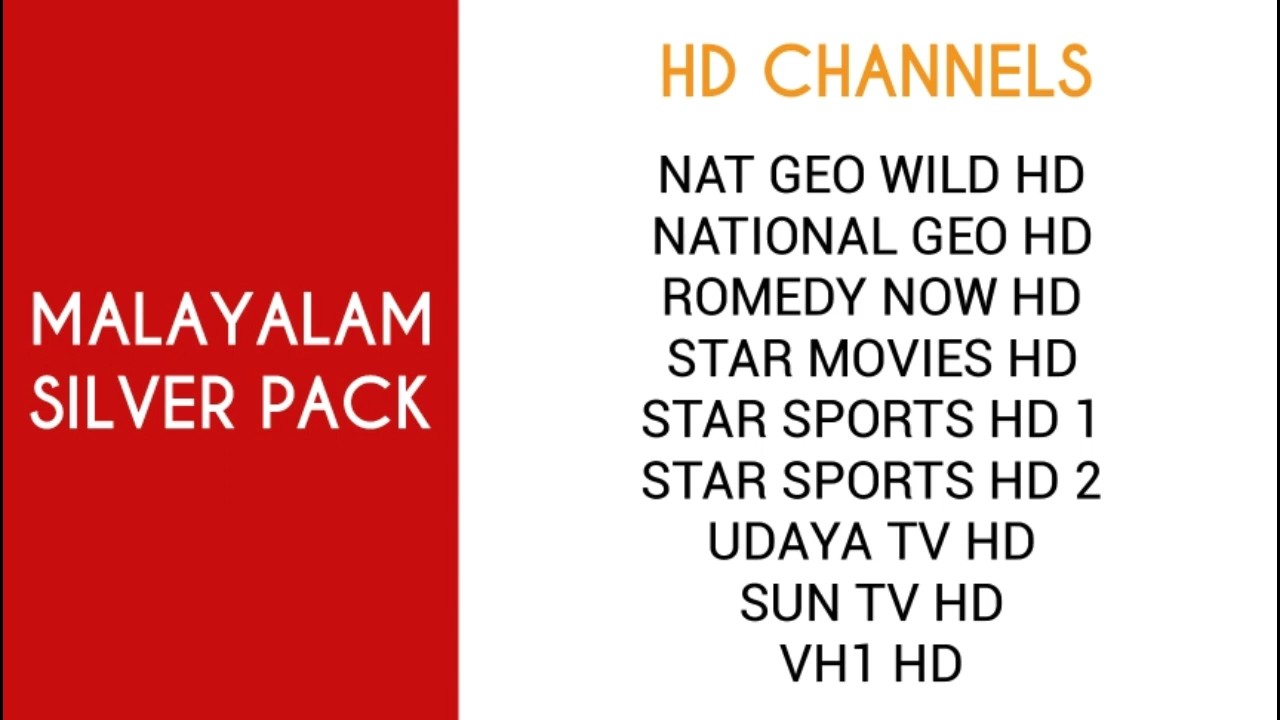 MALAYALAM
SILVER PACK
HD CHANNELS
NAT GEO WILD HD
NATIONAL GEO HD
ROMEDY NOW HD
STAR MOVIES HD
STAR SPORTS HD 1
STAR SPORTS HD 2
UDAYA TV HD
SUN TV HD
VH1 HD